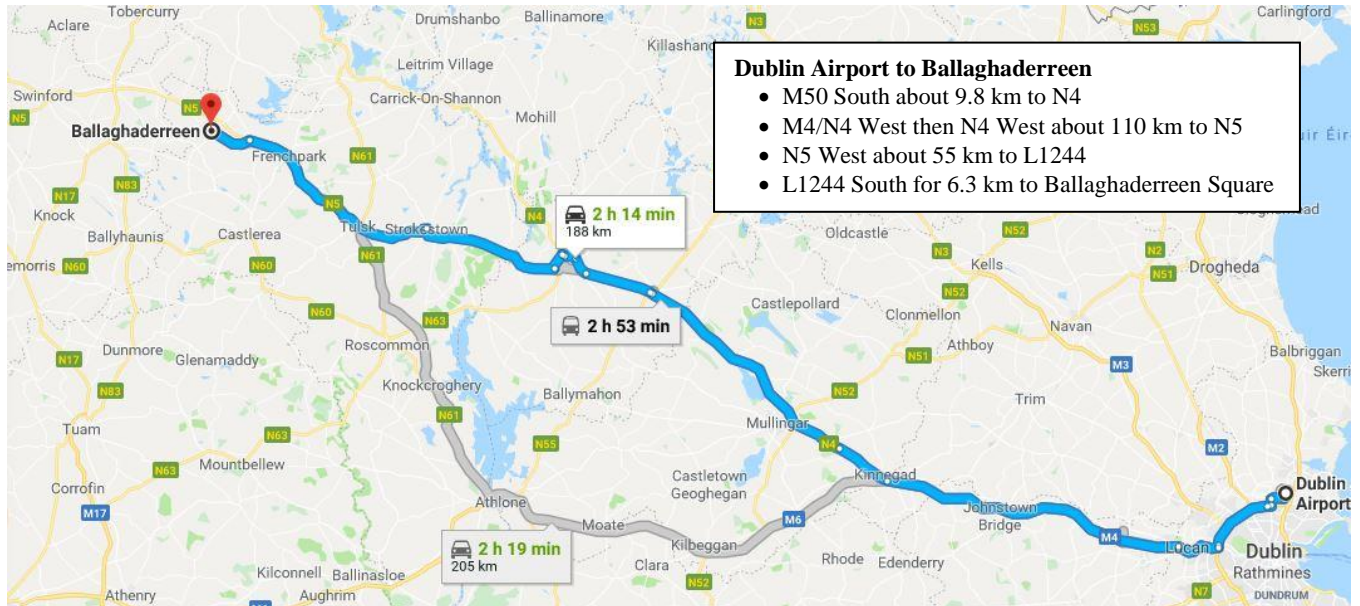 Tobercurry
Aclare
Drumshanbo
Ballinamore
N3
Carlingford
N53
Killashand
Leitrim Village
Swinford
N5
N5
Carrick-On-Shannon
Mohill
Ballaghaderreen
Frenchpark
N61
N17
N83
Knock
N5
N4
Ballyhaunis
Castlerea
Tulsk
Strokestown
emorris
N60
N60
N61
Dublin Airport to Ballaghaderreen
• M50 South about 9.8 km to N4
• M4/N4 West then N4 West about 110 km to N5
• N5 West about 55 km to L1244
• L1244 South for 6.3 km to Ballaghaderreen Square
2 h 14 min
188 km
Oldcastle
N3
N52
Kells
N2
N51
Drogheda
N52
Castlepollard
Clonmellon
Navan
N51
Athboy
M3
Balbriggan
Skerri
2 h 53 min
N60
N63
Roscommon
Dunmore
N17
Glenamaddy
N83
Knockcroghery
Ballymahon
N61
N52
Trim
Tuam
N63
N55
Mullingar
N4
M2
N63
Mountbellew
Castletown
Geoghegan
Kinnegad
Corrofin
M17
Athlone
Johnstown
Bridge
Dublin
Airport
Moate
M6
M4
Lucan
Dublin
Kilbeggan
2 h 19 min
205 km
Clara
N52
Rhode
Edenderry
Rathmines
Kilconnell
Ballinasloe
N7
DUNDRUM
Athenry
Aughrim